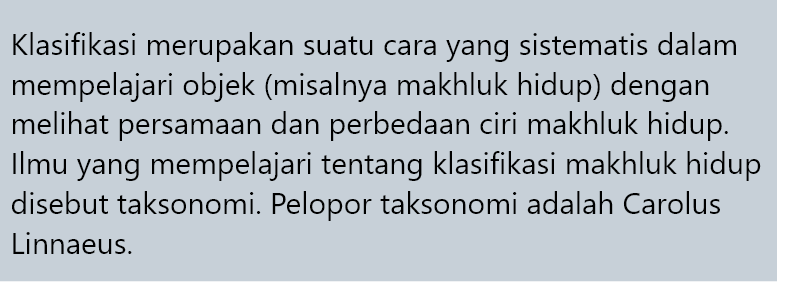 Klasifikasi merupakan suatu cara yang sistematis dalam
mempelajari objek (misalnya makhluk hidup) dengan
melihat persamaan dan perbedaan ciri makhluk hidup.
Ilmu yang mempelajari tentang klasifikasi makhluk hidup
disebut taksonomi. Pelopor taksonomi adalah Carolus
Linnaeus.